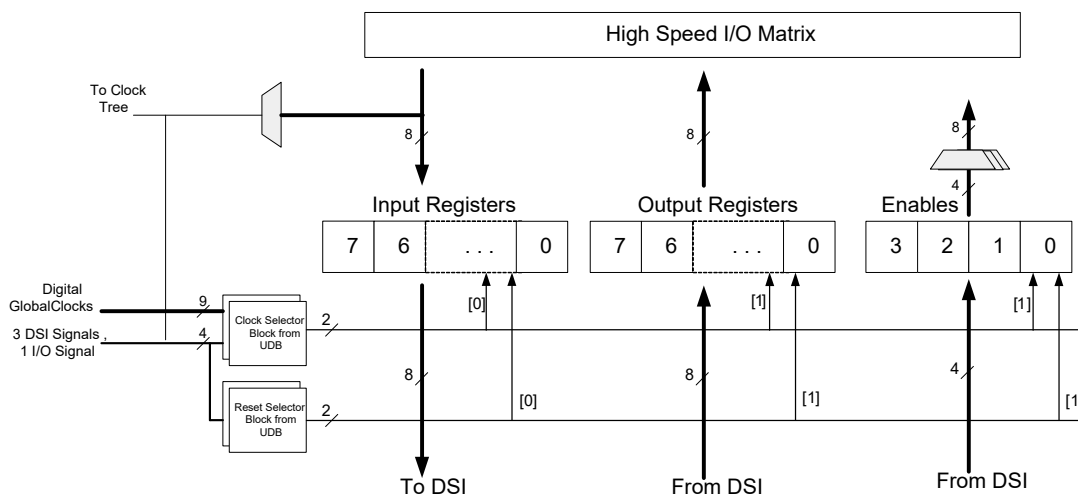 High Speed I/O Matrix
To Clock
Tree
8
8
8
4
Input Registers
Output Registers
Enables
7 6 . . . 0
7 6 . . . 0
3 2 1 0
[0]
[1]
[1]
Digital
GlobalClocks
9
3 DSI Signals ,
1 I/O Signal
4
Clock Selector
Block from
UDB
2
8
8
4
Reset Selector
Block from
UDB
2
[0]
[1]
[1
To DSI
From DSI
From DSI